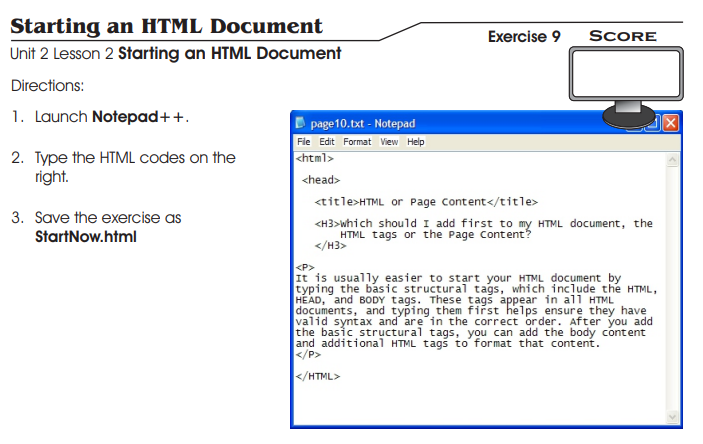 Starting an HTML Document
Exercise 9
SCORE
Unit 2 Lesson 2 Starting an HTML Document
Directions:
1. Launch Notepad++.
2. Type the HTML codes on the
right.
3. Save the exercise as
StartNow.html
page10.txt - Notepad
File Edit Format View Help
<html>
<head>
<title>HTML or Page Content</title>
<H3>which should I add first to my HTML document, the
HTML tags or the Page Content?
</H3>
<P>
It is usually easier to start your HTML document by
typing the basic structural tags, which include the HTML,
HEAD, and BODY tags. These tags appear in all HTML
documents, and typing them first helps ensure they have
valid syntax and are in the correct order. After you add
the basic structural tags, you can add the body content
and additional HTML tags to format that content.
</P>
</HTML>